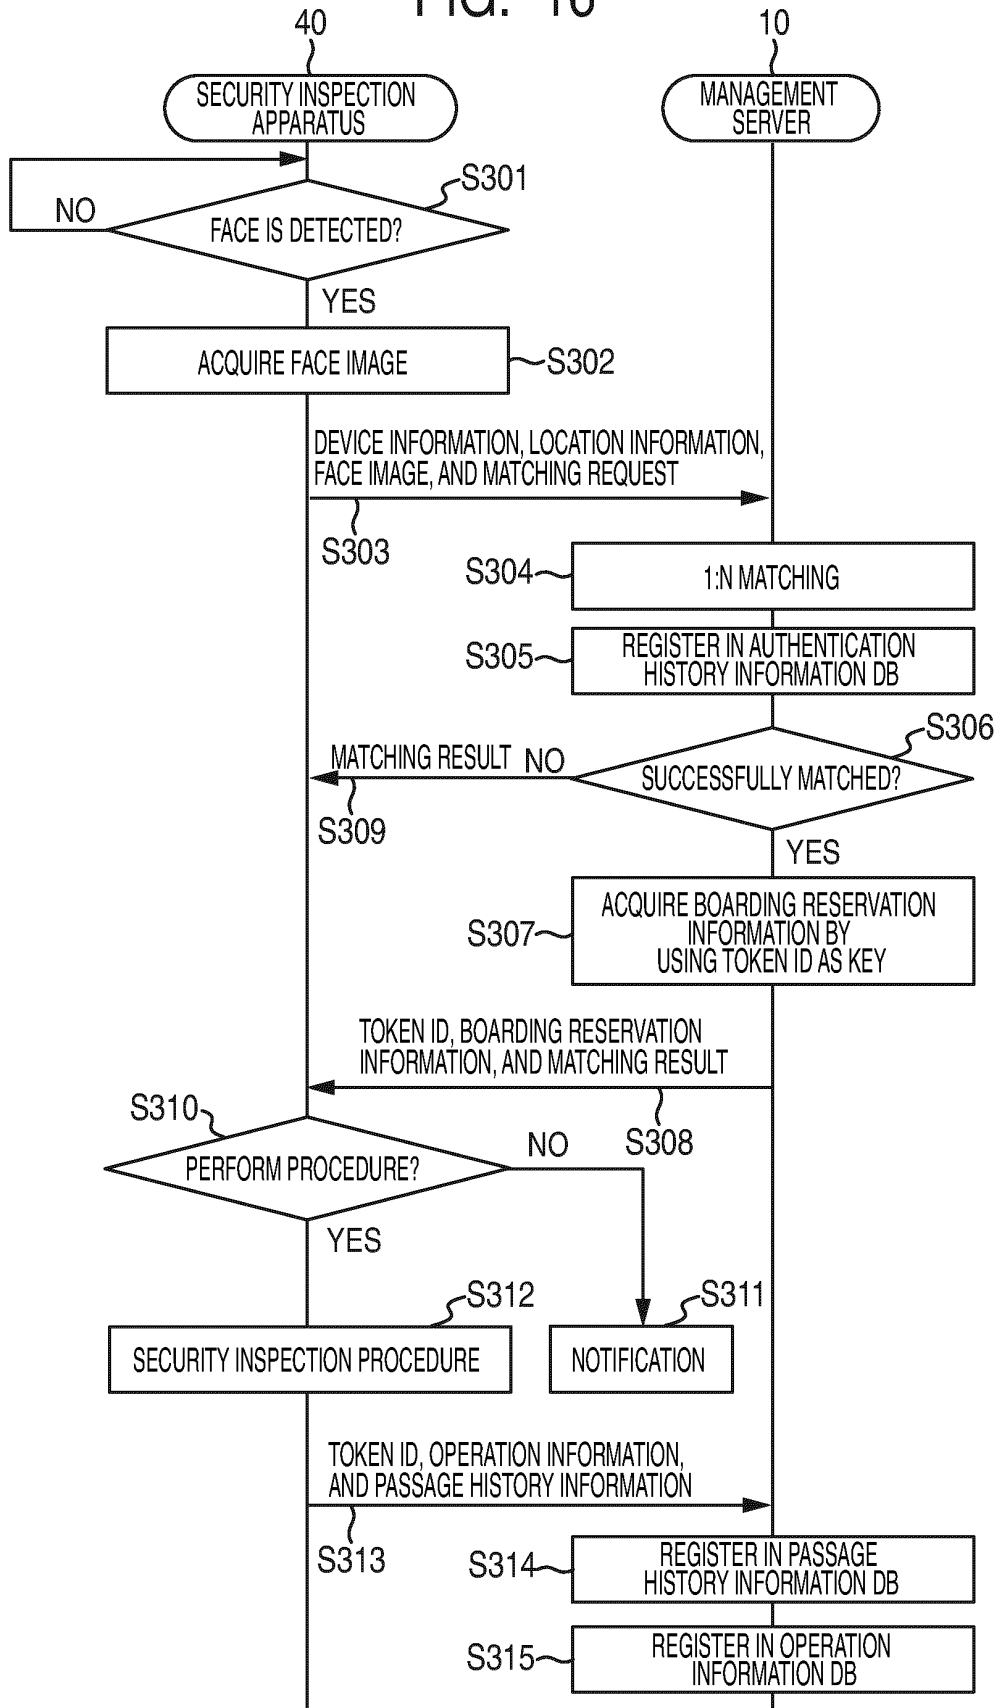 40
10
SECURITY INSPECTION
APPARATUS
MANAGEMENT
SERVER
S301
NO
FACE IS DETECTED?
YES
ACQUIRE FACE IMAGE
S302
DEVICE INFORMATION, LOCATION INFORMATION,
FACE IMAGE, AND MATCHING REQUEST
S303
S304
1:N MATCHING
S305
REGISTER IN AUTHENTICATION
HISTORY INFORMATION DB
S306
MATCHING RESULT
NO
SUCCESSFULLY MATCHED?
S309
YES
S307
ACQUIRE BOARDING RESERVATION
INFORMATION BY
USING TOKEN ID AS KEY
TOKEN ID, BOARDING RESERVATION
INFORMATION, AND MATCHING RESULT
S310
S308
NO
PERFORM PROCEDURE?
YES
S312
S311
SECURITY INSPECTION PROCEDURE
NOTIFICATION
TOKEN ID, OPERATION INFORMATION,
AND PASSAGE HISTORY INFORMATION
S313
S314
REGISTER IN PASSAGE
HISTORY INFORMATION DB
S315
REGISTER IN OPERATION
INFORMATION DB